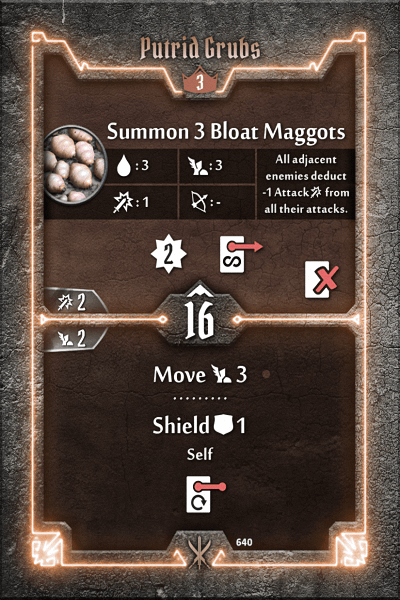 Putrid Grubs
3
Summon 3 Bloat Maggots
:3 :3
:1 :-
All adjacent
enemies deduct
-1 Attack from
all their attacks.
2
2
16
2
Move 3
Shield 1
Self
640